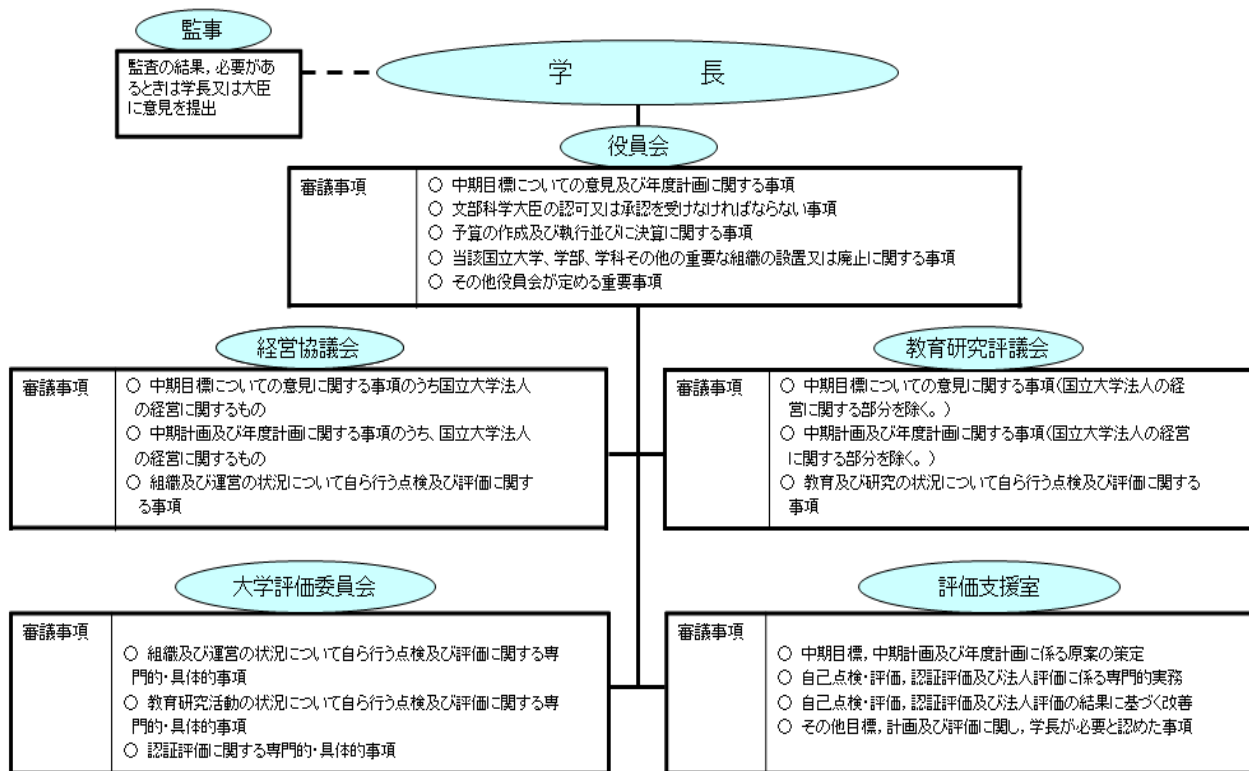 監事
監査の結果，必要があ
るときは学長又は大臣
に意見を提出
学　長
役員会
審議事項
○ 中期目標についての意見及び年度計画に関する事項
○ 文部科学大臣の認可又は承認を受けなければならない事項
○ 予算の作成及び執行並びに決算に関する事項
○ 当該国立大学、学部、学科その他の重要な組織の設置又は廃止に関する事項
○ その他役員会が定める重要事項
経営協議会
審議事項
○ 中期目標についての意見に関する事項のうち国立大学法人
の経営に関するもの
○ 中期計画及び年度計画に関する事項のうち、国立大学法人
の経営に関するもの
○ 組織及び運営の状況について自ら行う点検及び評価に関す
る事項
教育研究評議会
審議事項
○ 中期目標についての意見に関する事項(国立大学法人の経
営に関する部分を除く。)
○ 中期計画及び年度計画に関する事項(国立大学法人の経営
に関する部分を除く。)
○ 教育及び研究の状況について自ら行う点検及び評価に関する
事項
大学評価委員会
審議事項
○ 組織及び運営の状況について自ら行う点検及び評価に関する専
門的・具体的事項
○ 教育研究活動の状況について自ら行う点検及び評価に関する専
門的・具体的事項
○ 認証評価に関する専門的・具体的事項
評価支援室
審議事項
○ 中期目標，中期計画及び年度計画に係る原案の策定
○ 自己点検・評価，認証評価及び法人評価に係る専門的実務
○ 自己点検・評価，認証評価及び法人評価の結果に基づく改善
○ その他目標，計画及び評価に関し，学長が必要と認めた事項